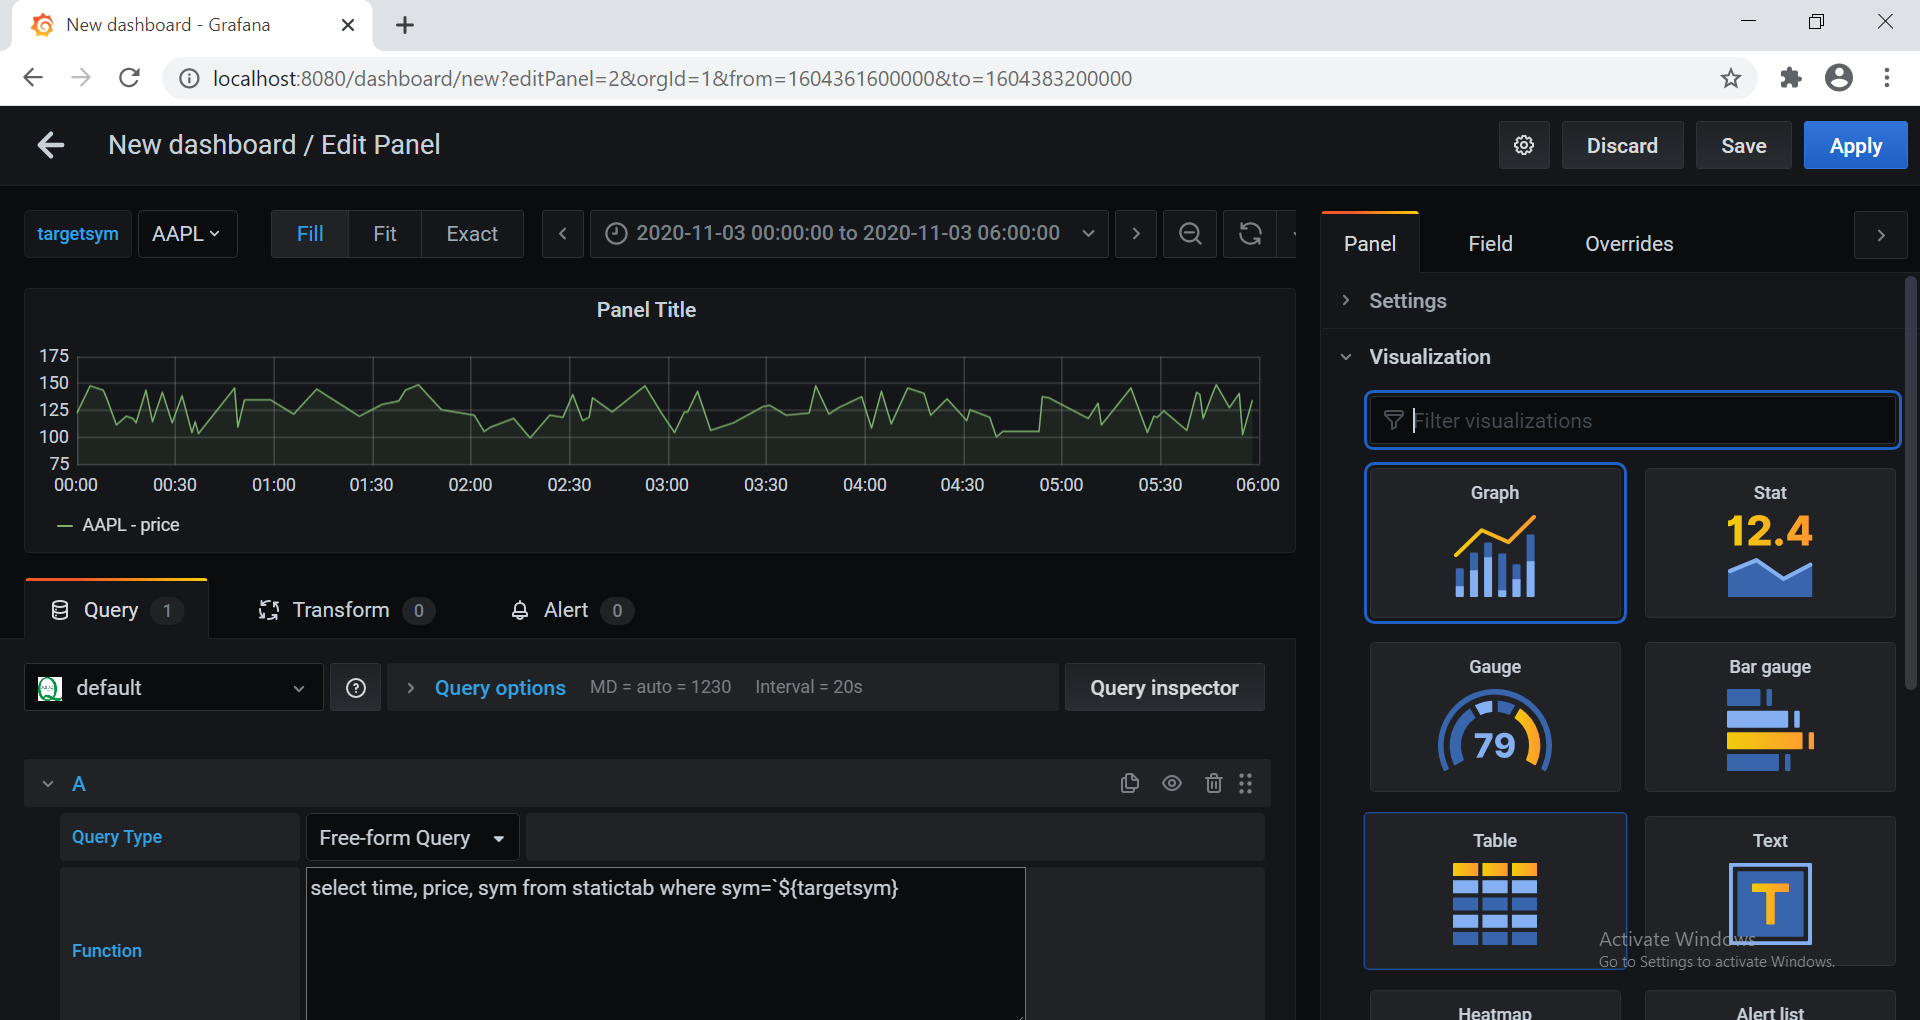 New dashboard - Grafana
localhost:8080/dashboard/new?editPanel=2&orgId=1&from=1604361600000&to=1604383200000
New dashboard / Edit Panel
Discard
Save
Apply
targetsym
AAPL
Fill
Fit
Exact
2020-11-03 00:00:00 to 2020-11-03 06:00:00
Panel
Field
Overrides
Panel Title
175
150
125
100
75
00:00 00:30 01:00 01:30 02:00 02:30 03:00 03:30 04:00 04:30 05:00 05:30 06:00
AAPL - price
Query 1
Transform 0
Alert 0
default
Query options MD = auto = 1230 Interval = 20s
Query inspector
A
Query Type
Free-form Query
Function
select time, price, sym from statictab where sym=`${targetsym}
Settings
Visualization
Filter visualizations
Graph
Stat
12.4
Gauge
79
Bar gauge
Table
Text
T
Heatmap
Alert list
Activate Windows
Go to Settings to activate Windows.